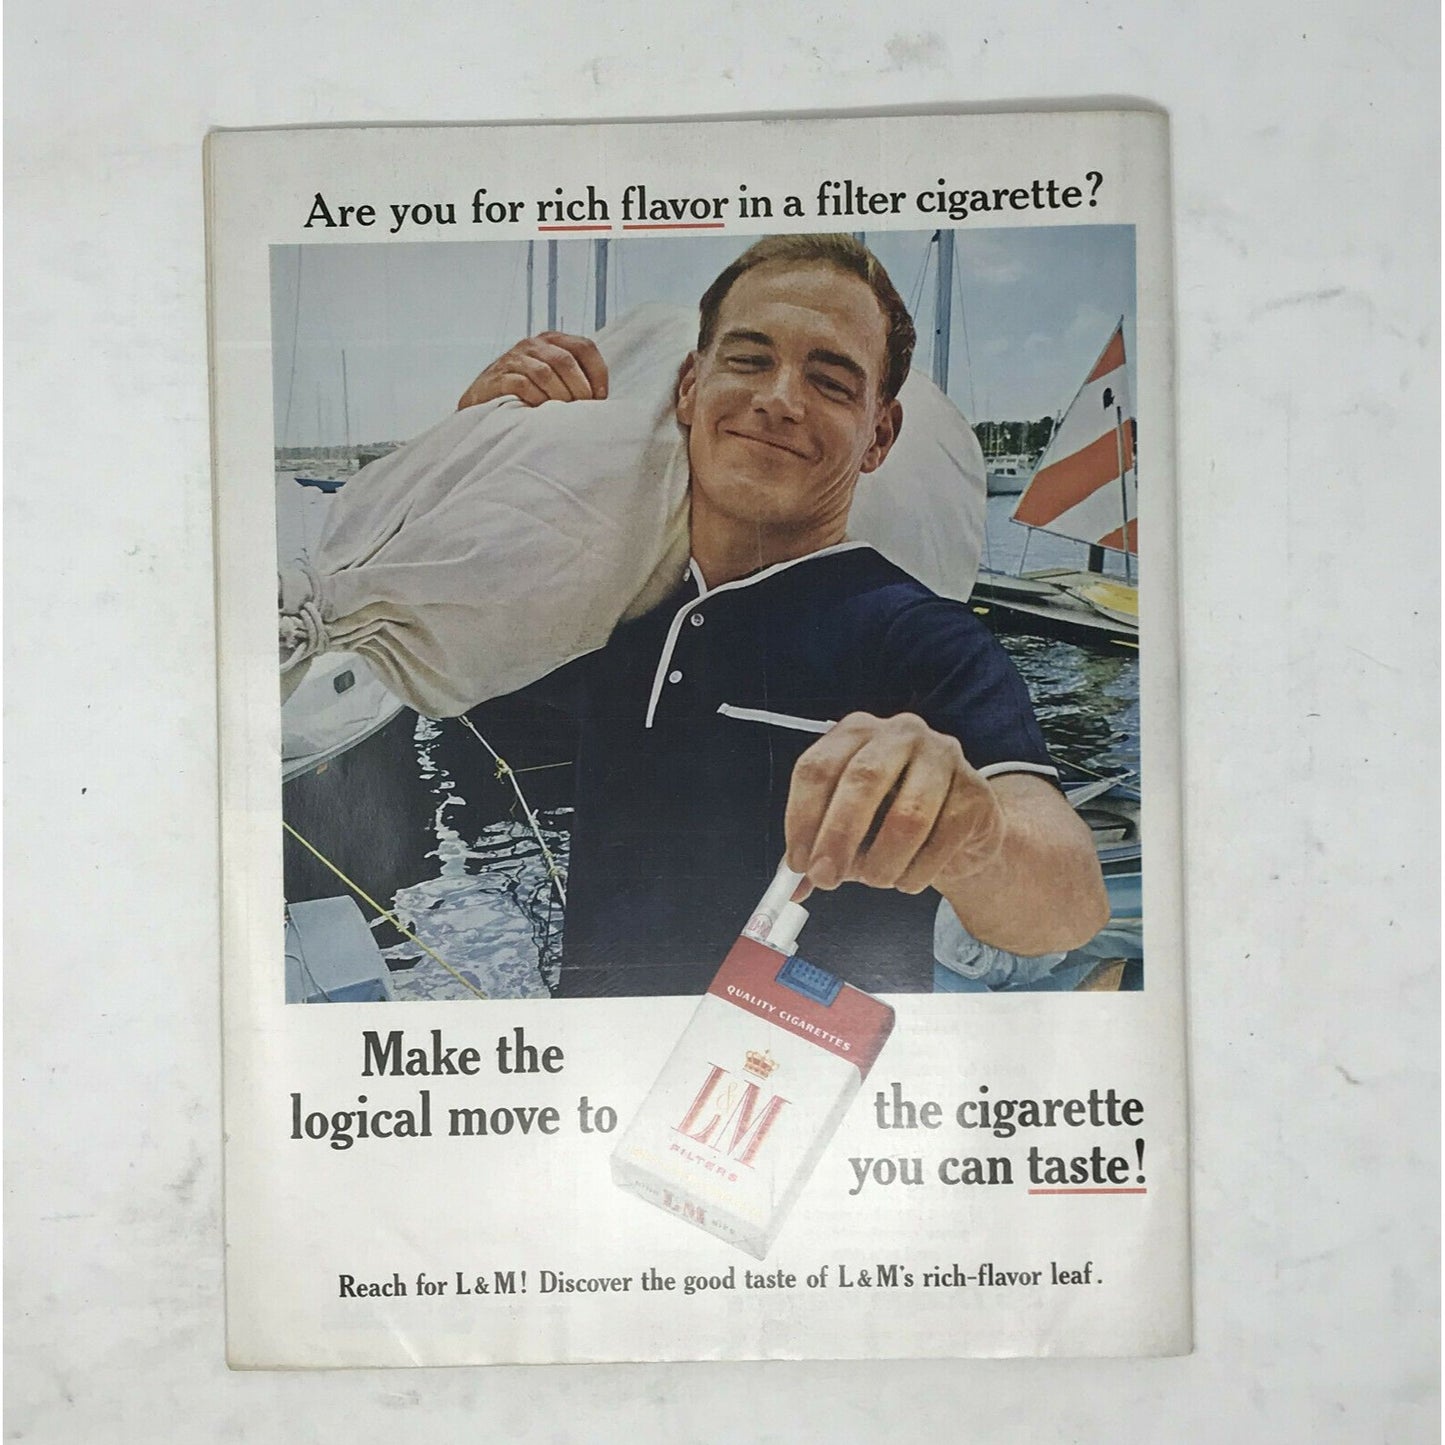 Are you for rich flavor in a filter cigarette?
QUALITY CIGARETTES
L&M
FILTERS
L&M
Make the
logical move to
the cigarette
you can taste!
Reach for L&M! Discover the good taste of L&M's rich-flavor leaf.